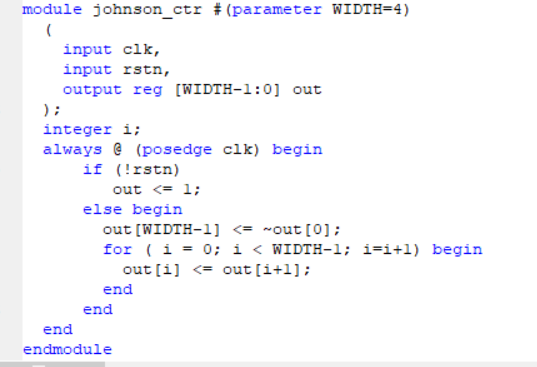 module johnson_ctr #(parameter WIDTH=4)
(
input clk,
input rstn,
output reg [WIDTH-1:0] out
);
integer i;
always @ (posedge clk) begin
if (!rstn)
out <= 1;
else begin
out[WIDTH-1] <= ~out[0];
for ( i = 0; i < WIDTH-1; i=i+1) begin
out[i] <= out[i+1];
end
end
end
endmodule